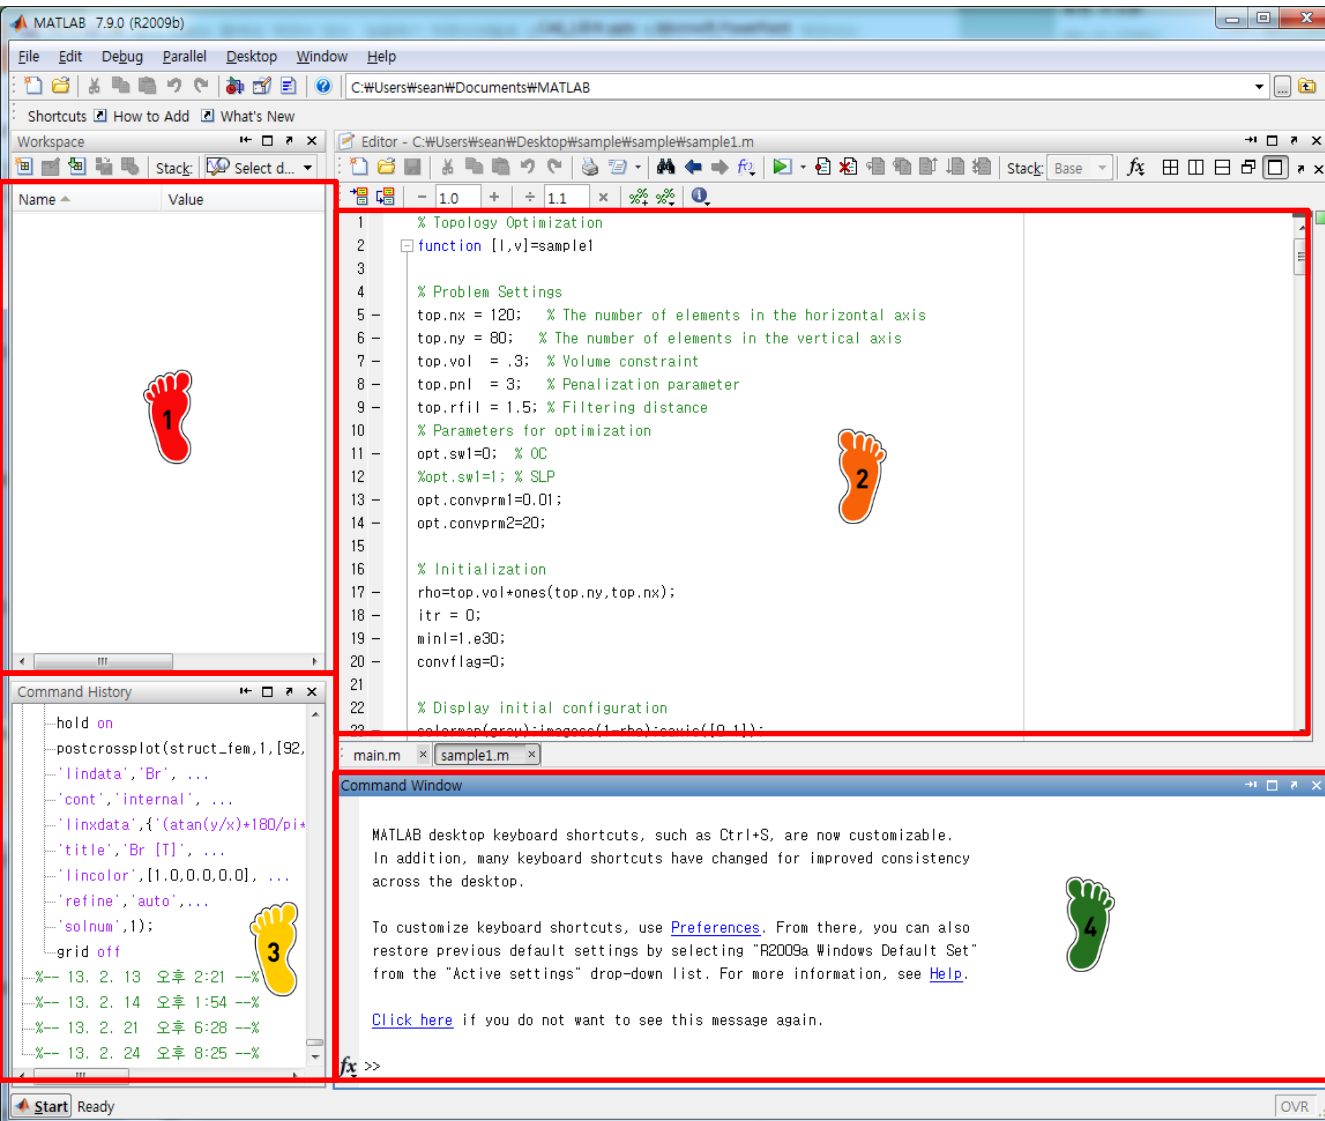 MATLAB 7.9.0 (R2009b)
File Edit Debug Parallel Desktop Window Help
C:￦Users￦sean￦Documents￦MATLAB
Shortcuts How to Add What's New
Workspace
Stack: Select d...
Name Value
1
Editor - C:￦Users￦sean￦Desktop￦sample￦sample￦sample1.m
Stack: Base fx
- 1.0 + ÷ 1.1 ×
1 % Topology Optimization
2 function [l,v]=sample1
3
4 % Problem Settings
5 – top.nx = 120; % The number of elements in the horizontal axis
6 – top.ny = 80; % The number of elements in the vertical axis
7 – top.vol = .3; % Volume constraint
8 – top.pnl = 3; % Penalization parameter
9 – top.rfil = 1.5; % Filtering distance
10 % Parameters for optimization
11 – opt.sw1=0; % OC
12 %opt.sw1=1; % SLP
13 – opt.convprm1=0.01;
14 – opt.convprm2=20;
15
16 % Initialization
17 – rho=top.vol*ones(top.ny,top.nx);
18 – itr = 0;
19 – minl=1.e30;
20 – convflag=0;
21
22 % Display initial configuration
23 – colormap(gray);imagesc(1-rho);caxis([0 1]);
2
main.m × sample1.m ×
Command History
hold on
postcrossplot(struct_fem,1,[92,
'lindata','Br', ...
'cont','internal', ...
'linxdata',{'(atan(y/x)*180/pi*
'title','Br [T]', ...
'lincolor',[1.0,0.0,0.0], ...
'refine','auto',...
'solnum',1);
grid off
%-- 13. 2. 13 오후 2:21 --%
%-- 13. 2. 14 오후 1:54 --%
%-- 13. 2. 21 오후 6:28 --%
%-- 13. 2. 24 오후 8:25 --%
3
Command Window
MATLAB desktop keyboard shortcuts, such as Ctrl+S, are now customizable.
In addition, many keyboard shortcuts have changed for improved consistency
across the desktop.
To customize keyboard shortcuts, use Preferences. From there, you can also
restore previous default settings by selecting "R2009a Windows Default Set"
from the "Active settings" drop-down list. For more information, see Help.
Click here if you do not want to see this message again.
fx >>
4
Start Ready
OVR